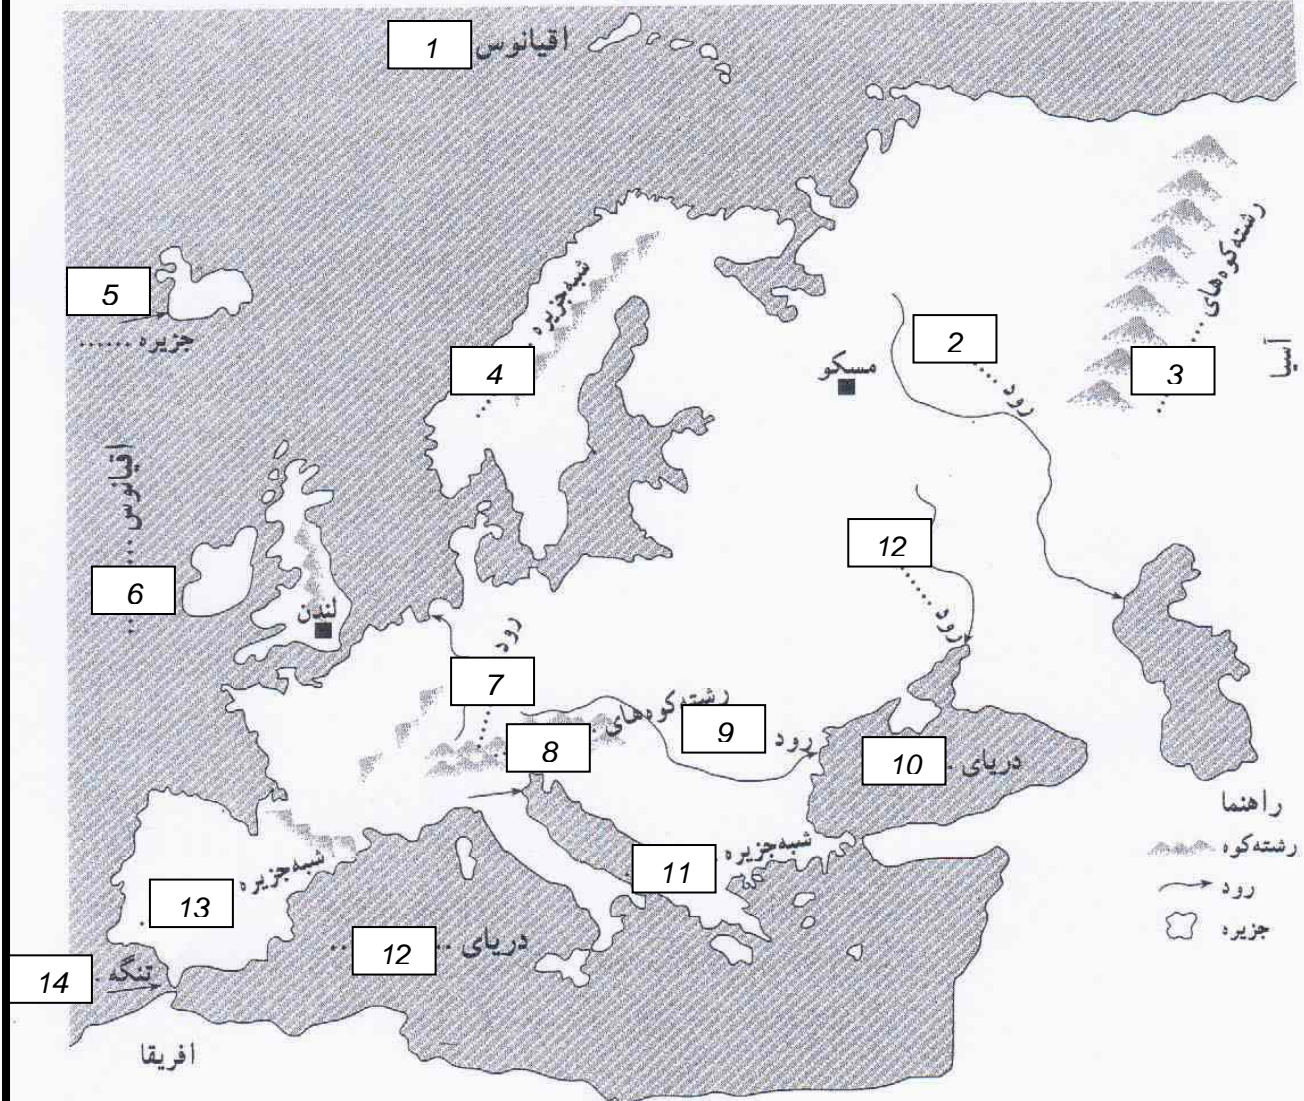 1 اقیانوس
5
جزیره ......
4
شبه‌جزیره .
مسکو
2
رود .....
رشته‌کوه‌های ....
3
آسیا
اقیانوس ......
6
لندن
12
رود ......
رود .....
7
رشته‌کوه‌های .
8
9
رود
10
دریای .
راهنما
رشته‌کوه
رود
جزیره
شبه‌جزیره .
11
شبه‌جزیره
13
.
دریای ..
12
..
تنگه .
14
افریقا